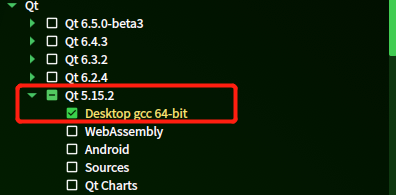 Qt
Qt 6.5.0-beta3
Qt 6.4.3
Qt 6.3.2
Qt 6.2.4
Qt 5.15.2
Desktop gcc 64-bit
WebAssembly
Android
Sources
Qt Charts